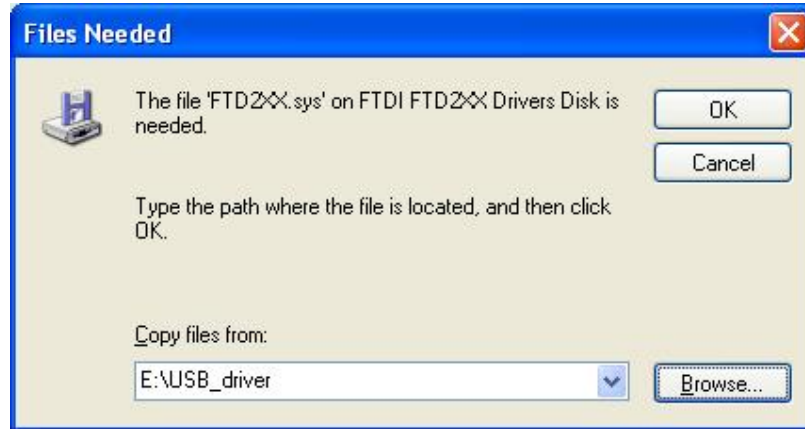 Files Needed
The file 'FTD2XX.sys' on FTDI FTD2XX Drivers Disk is
needed.
OK
Cancel
Type the path where the file is located, and then click
OK.
Copy files from:
E:\USB_driver
Browse...